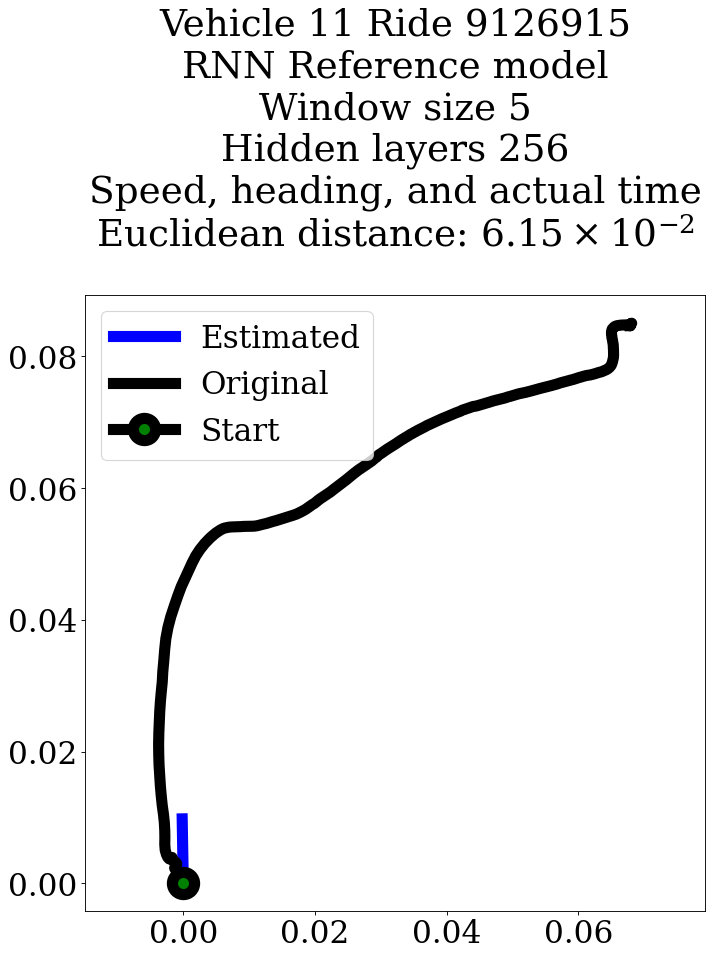 Vehicle 11 Ride 9126915
RNN Reference model
Window size 5
Hidden layers 256
Speed, heading, and actual time
Euclidean distance: 6.15 × 10⁻²
Estimated
Original
Start
0.08
0.06
0.04
0.02
0.00
0.00 0.02 0.04 0.06